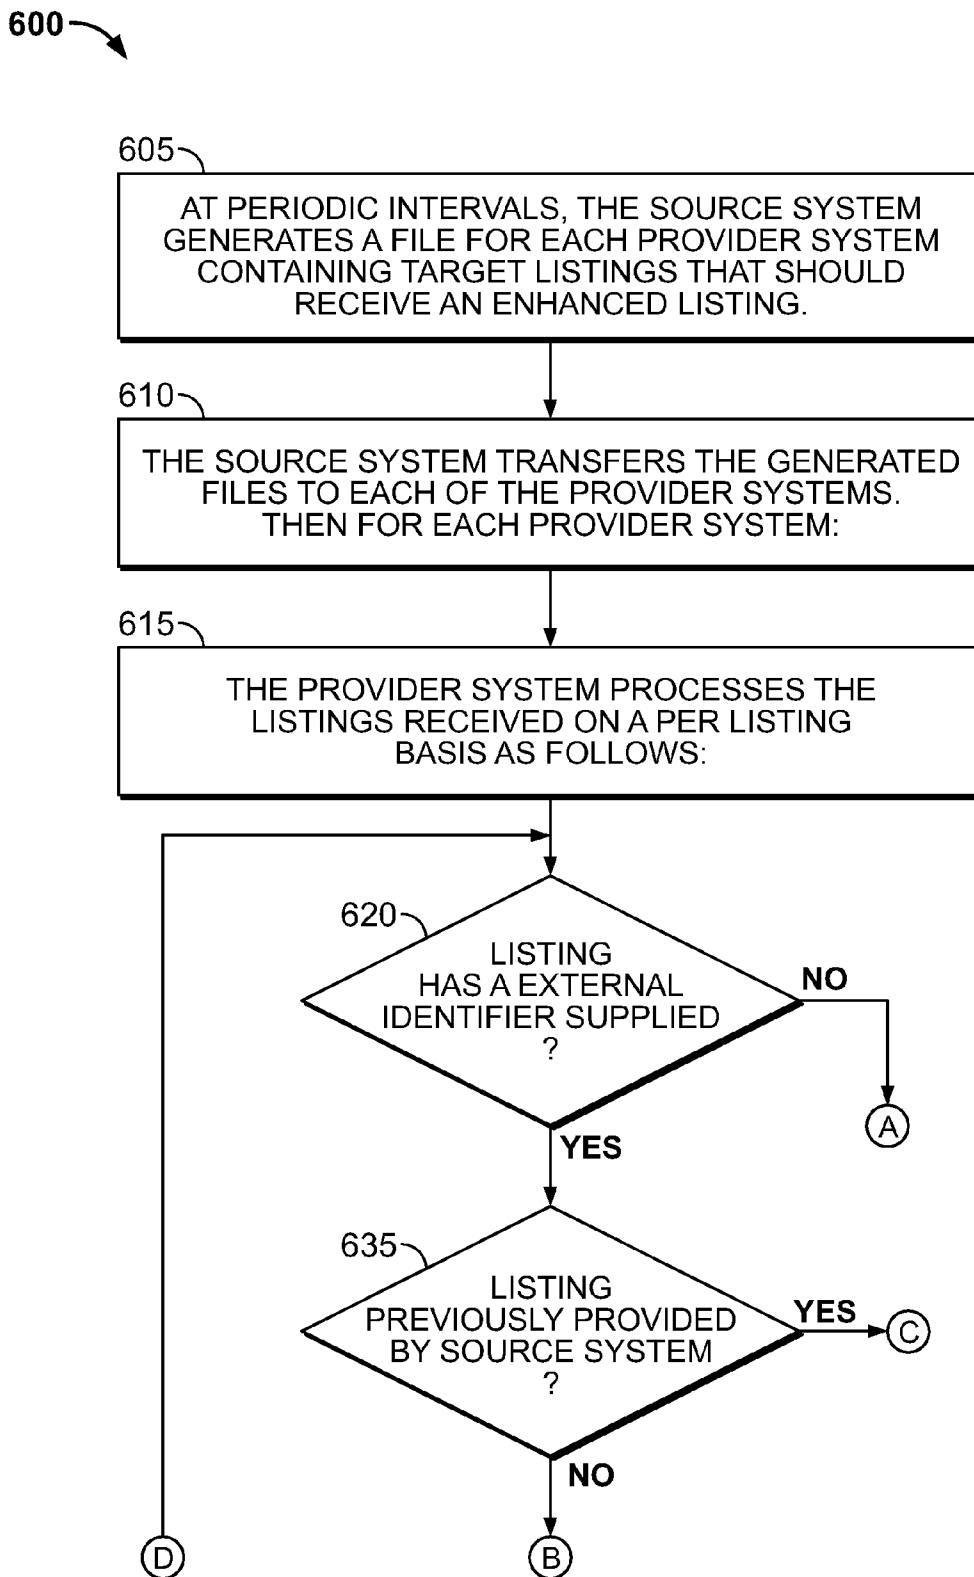 600
605
AT PERIODIC INTERVALS, THE SOURCE SYSTEM
GENERATES A FILE FOR EACH PROVIDER SYSTEM
CONTAINING TARGET LISTINGS THAT SHOULD
RECEIVE AN ENHANCED LISTING.
610
THE SOURCE SYSTEM TRANSFERS THE GENERATED
FILES TO EACH OF THE PROVIDER SYSTEMS.
THEN FOR EACH PROVIDER SYSTEM:
615
THE PROVIDER SYSTEM PROCESSES THE
LISTINGS RECEIVED ON A PER LISTING
BASIS AS FOLLOWS:
620
LISTING
HAS A EXTERNAL
IDENTIFIER SUPPLIED
?
NO
A
YES
635
LISTING
PREVIOUSLY PROVIDED
BY SOURCE SYSTEM
?
YES
C
NO
D
B